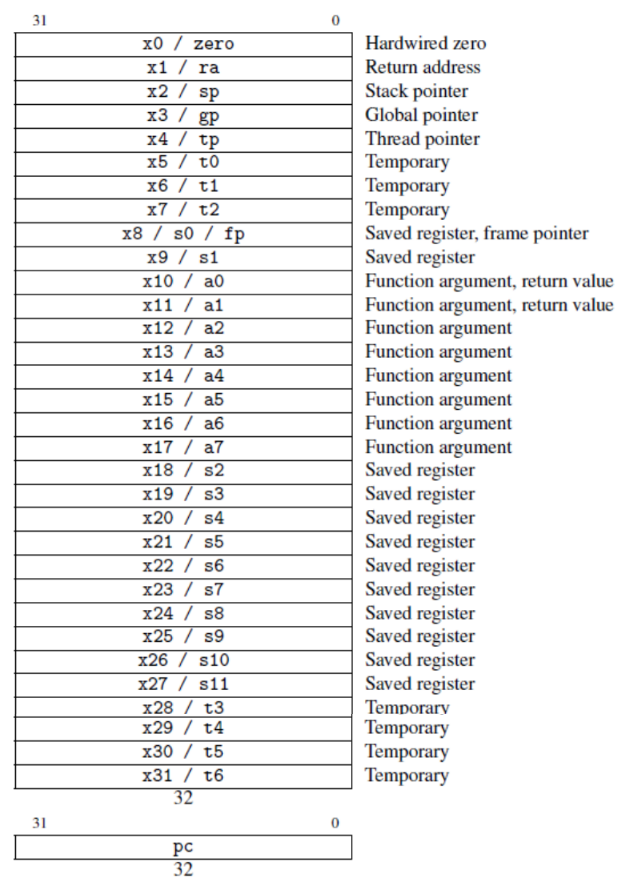 31 0
x0 / zero Hardwired zero
x1 / ra Return address
x2 / sp Stack pointer
x3 / gp Global pointer
x4 / tp Thread pointer
x5 / t0 Temporary
x6 / t1 Temporary
x7 / t2 Temporary
x8 / s0 / fp Saved register, frame pointer
x9 / s1 Saved register
x10 / a0 Function argument, return value
x11 / a1 Function argument, return value
x12 / a2 Function argument
x13 / a3 Function argument
x14 / a4 Function argument
x15 / a5 Function argument
x16 / a6 Function argument
x17 / a7 Function argument
x18 / s2 Saved register
x19 / s3 Saved register
x20 / s4 Saved register
x21 / s5 Saved register
x22 / s6 Saved register
x23 / s7 Saved register
x24 / s8 Saved register
x25 / s9 Saved register
x26 / s10 Saved register
x27 / s11 Saved register
x28 / t3 Temporary
x29 / t4 Temporary
x30 / t5 Temporary
x31 / t6 Temporary
32
31 0
pc
32